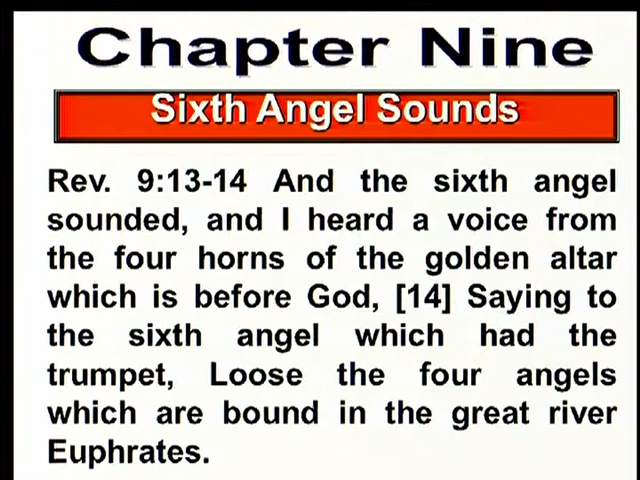 Chapter Nine
Sixth Angel Sounds
Rev. 9:13-14 And the sixth angel
sounded, and I heard a voice from
the four horns of the golden altar
which is before God, [14] Saying to
the sixth angel which had the
trumpet, Loose the four angels
which are bound in the great river
Euphrates.